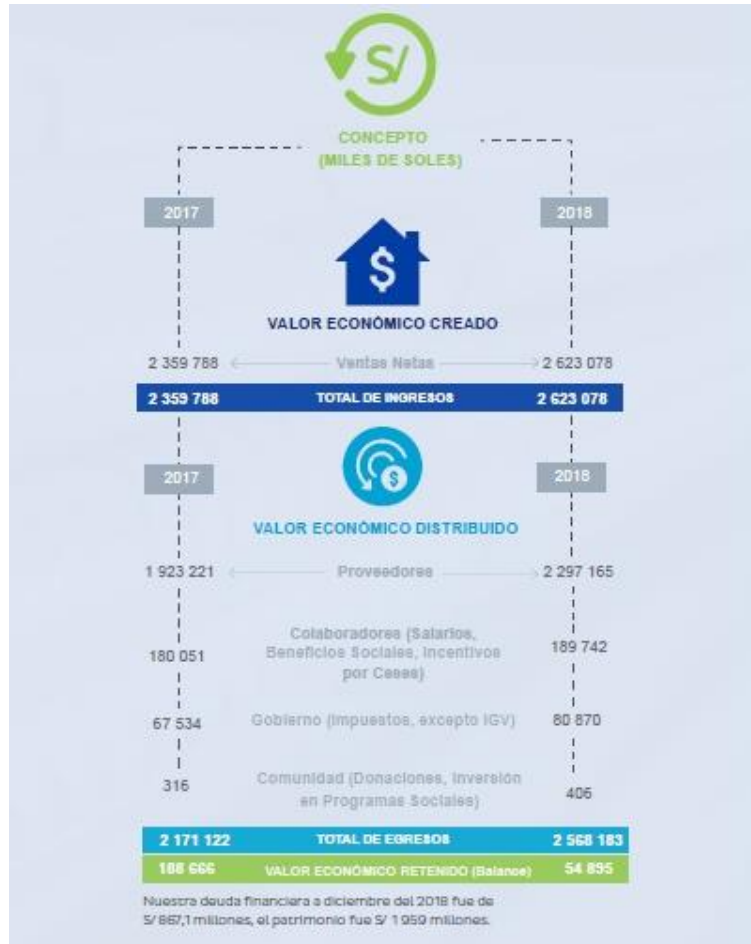 S/
CONCEPTO
(MILES DE SOLES)
2017 2018
$
VALOR ECONÓMICO CREADO
2 359 788 Ventas Netas 2 623 078
2 359 788 TOTAL DE INGRESOS 2 623 078
$
2017 2018
VALOR ECONÓMICO DISTRIBUIDO
1 923 221 Proveedores 2 297 165
Colaboradores (Salarios,
180 051 Beneficios Sociales, Incentivos 189 742
por Ceses)
67 534 Gobierno (Impuestos, excepto IGV) 80 870
316 Comunidad (Donaciones, Inversión 406
en Programas Sociales)
2 171 122 TOTAL DE EGRESOS 2 568 183
188 666 VALOR ECONÓMICO RETENIDO (Balance) 54 895
Nuestra deuda financiera a diciembre del 2018 fue de
S/ 867,1 millones, el patrimonio fue S/ 1 959 millones.